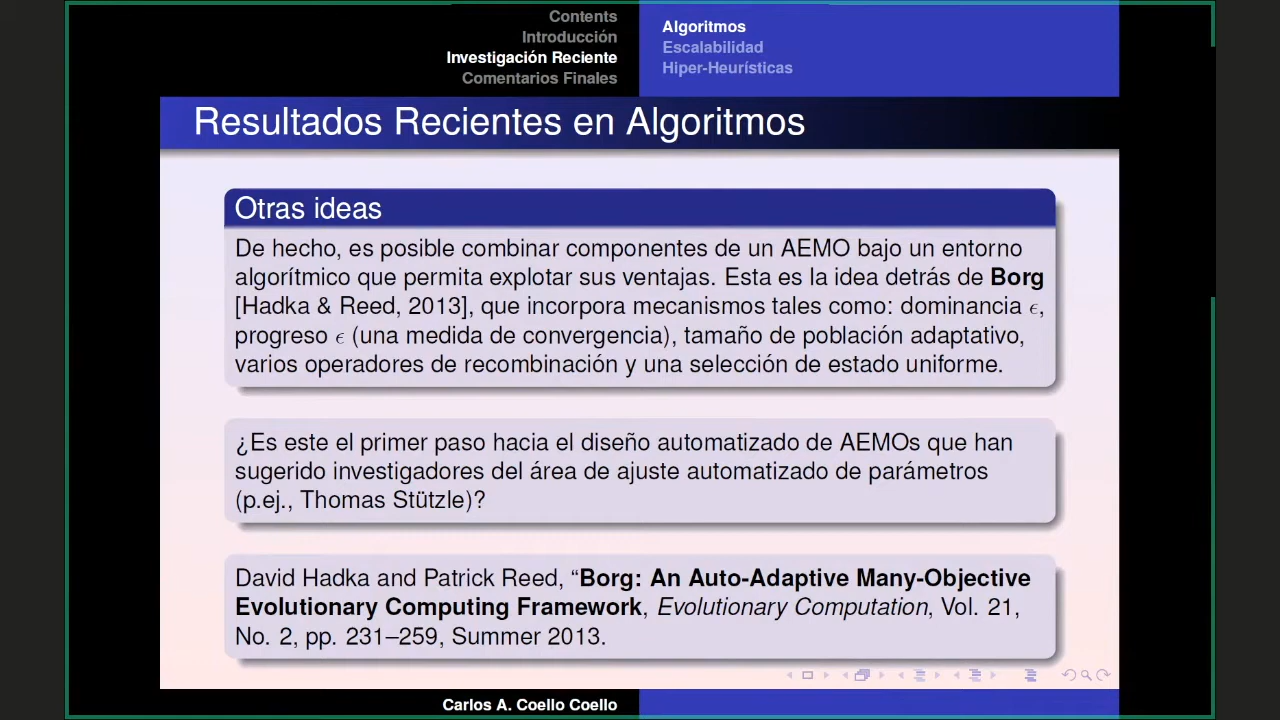 Contents
Introducción
Investigación Reciente
Comentarios Finales
Algoritmos
Escalabilidad
Hiper-Heurísticas
Resultados Recientes en Algoritmos
Otras ideas
De hecho, es posible combinar componentes de un AEMO bajo un entorno
algorítmico que permita explotar sus ventajas. Esta es la idea detrás de Borg
[Hadka & Reed, 2013], que incorpora mecanismos tales como: dominancia ϵ,
progreso ϵ (una medida de convergencia), tamaño de población adaptativo,
varios operadores de recombinación y una selección de estado uniforme.
¿Es este el primer paso hacia el diseño automatizado de AEMOs que han
sugerido investigadores del área de ajuste automatizado de parámetros
(p.ej., Thomas Stützle)?
David Hadka and Patrick Reed, “Borg: An Auto-Adaptive Many-Objective
Evolutionary Computing Framework, Evolutionary Computation, Vol. 21,
No. 2, pp. 231–259, Summer 2013.
Carlos A. Coello Coello